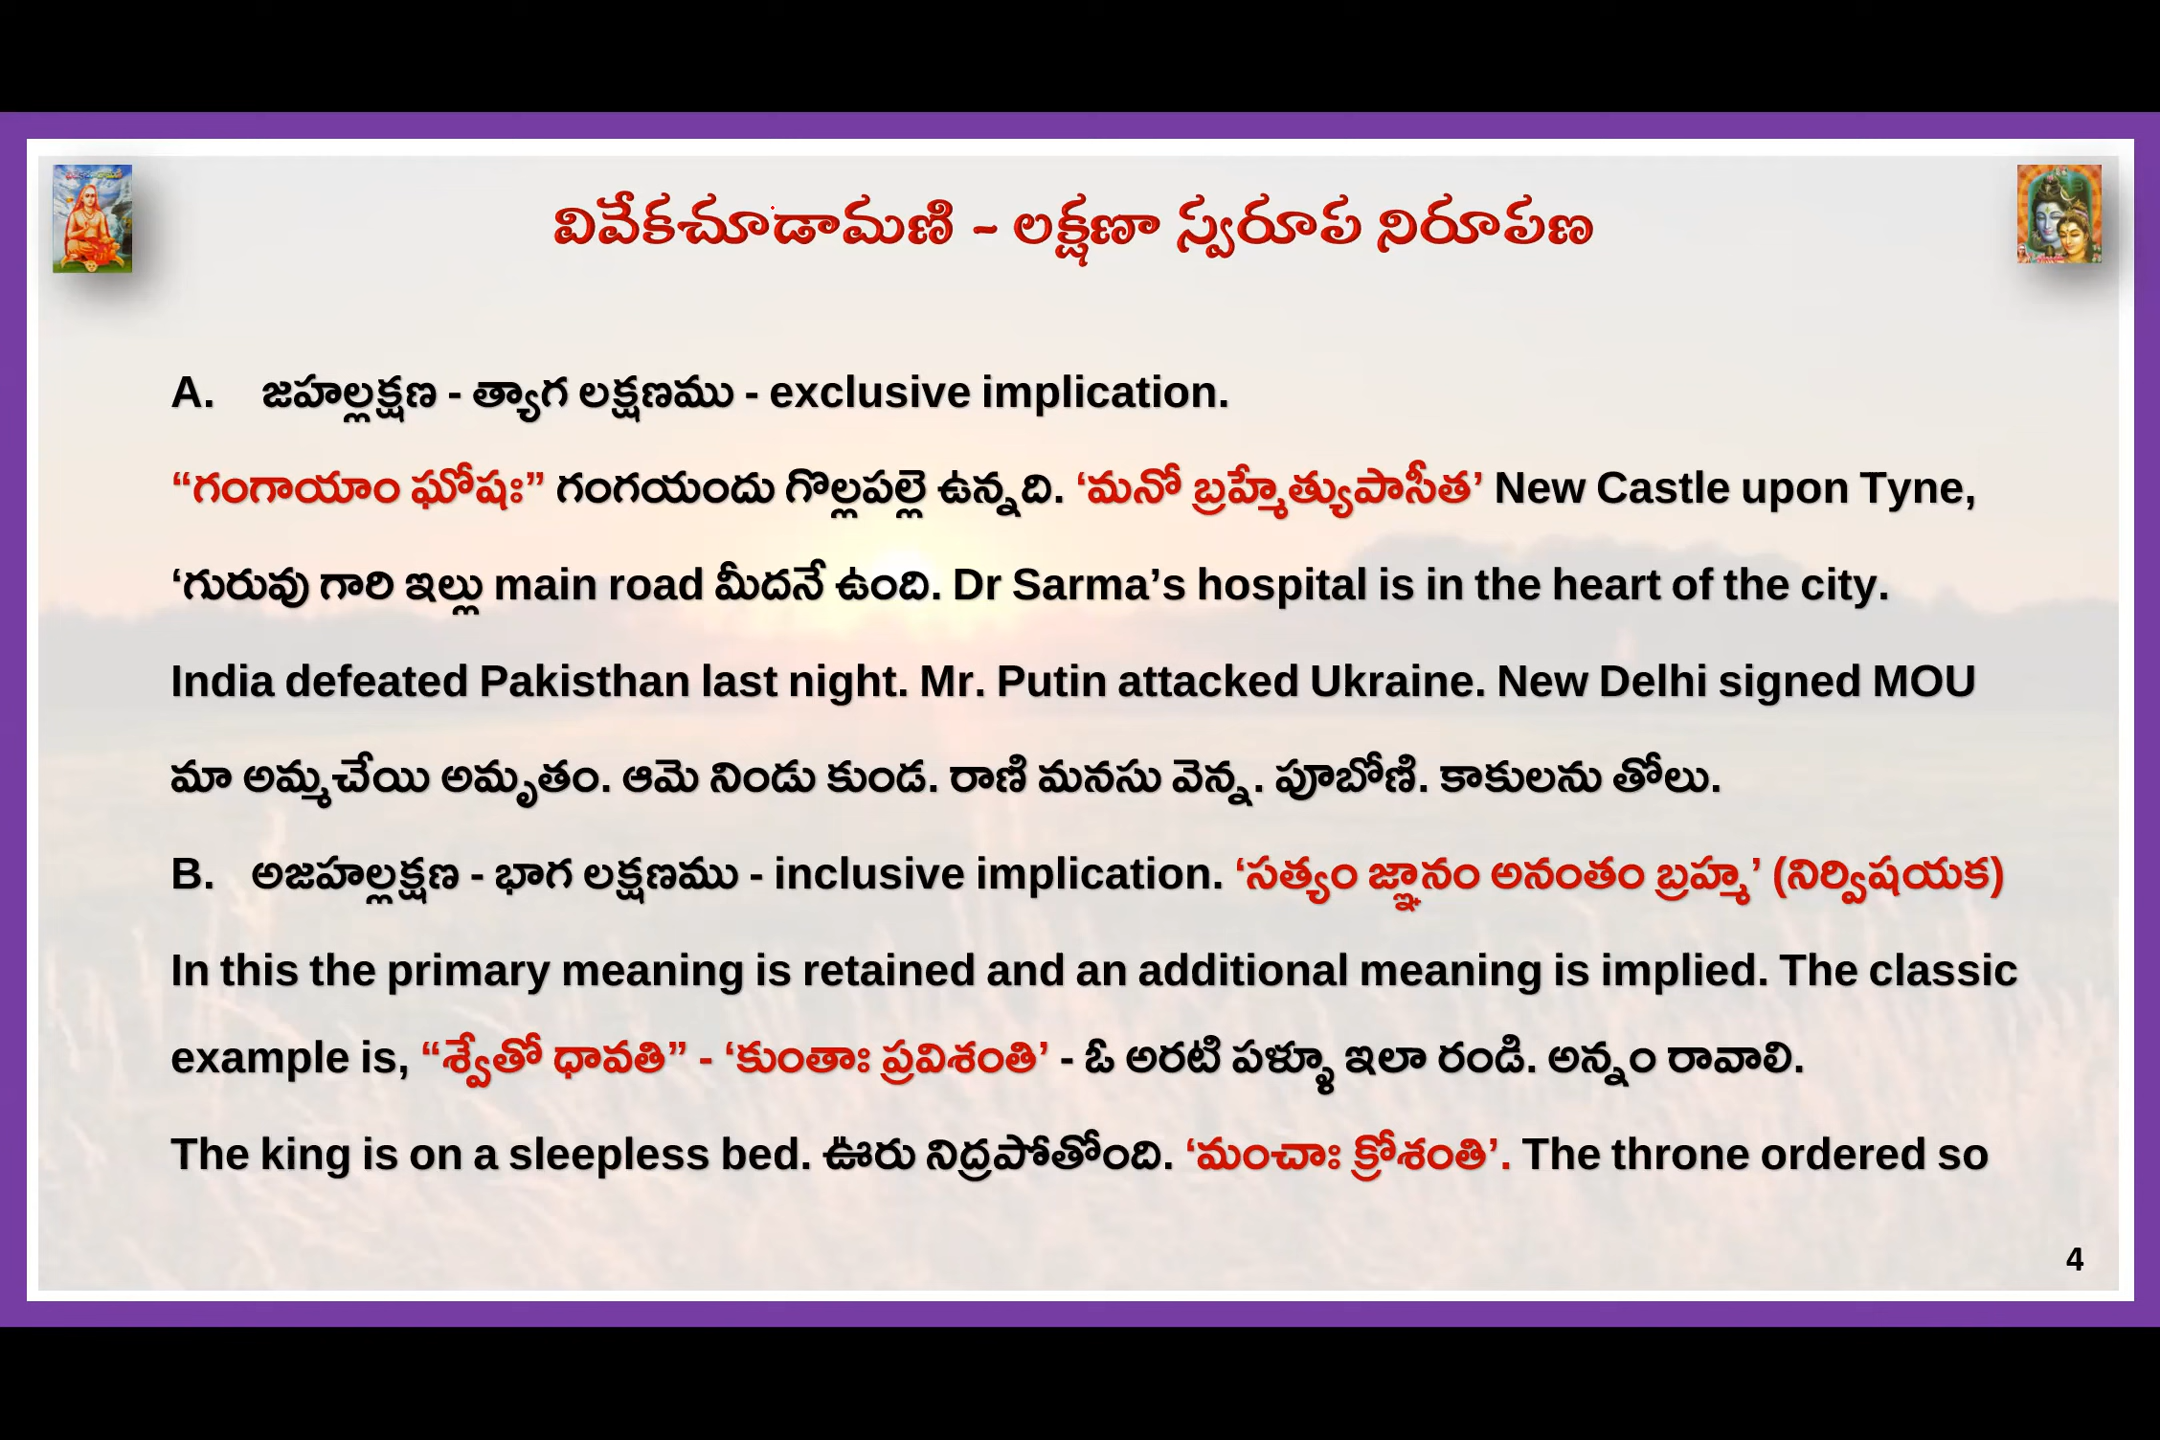 వివేకచూడామణి - లక్షణా స్వరూప నిరూపణ
A. జహల్లక్షణ - త్యాగ లక్షణము - exclusive implication.
“గంగాయాం ఘోషః” గంగయందు గొల్లపల్లె ఉన్నది. ‘మనో బ్రహ్మేత్యుపాసీత’ New Castle upon Tyne,
‘గురువు గారి ఇల్లు main road మీదనే ఉంది. Dr Sarma’s hospital is in the heart of the city.
India defeated Pakisthan last night. Mr. Putin attacked Ukraine. New Delhi signed MOU
మా అమ్మచేయి అమృతం. ఆమె నిండు కుండ. రాణి మనసు వెన్న. పూబోణి. కాకులను తోలు.
B. అజహల్లక్షణ - భాగ లక్షణము - inclusive implication. ‘సత్యం జ్ఞానం అనంతం బ్రహ్మ’ (నిర్విషయక)
In this the primary meaning is retained and an additional meaning is implied. The classic
example is, “శ్వేతో ధావతి” - ‘కుంతాః ప్రవిశంతి’ - ఓ అరటి పళ్ళూ ఇలా రండి. అన్నం రావాలి.
The king is on a sleepless bed. ఊరు నిద్రపోతోంది. ‘మంచాః క్రోశంతి’. The throne ordered so
4